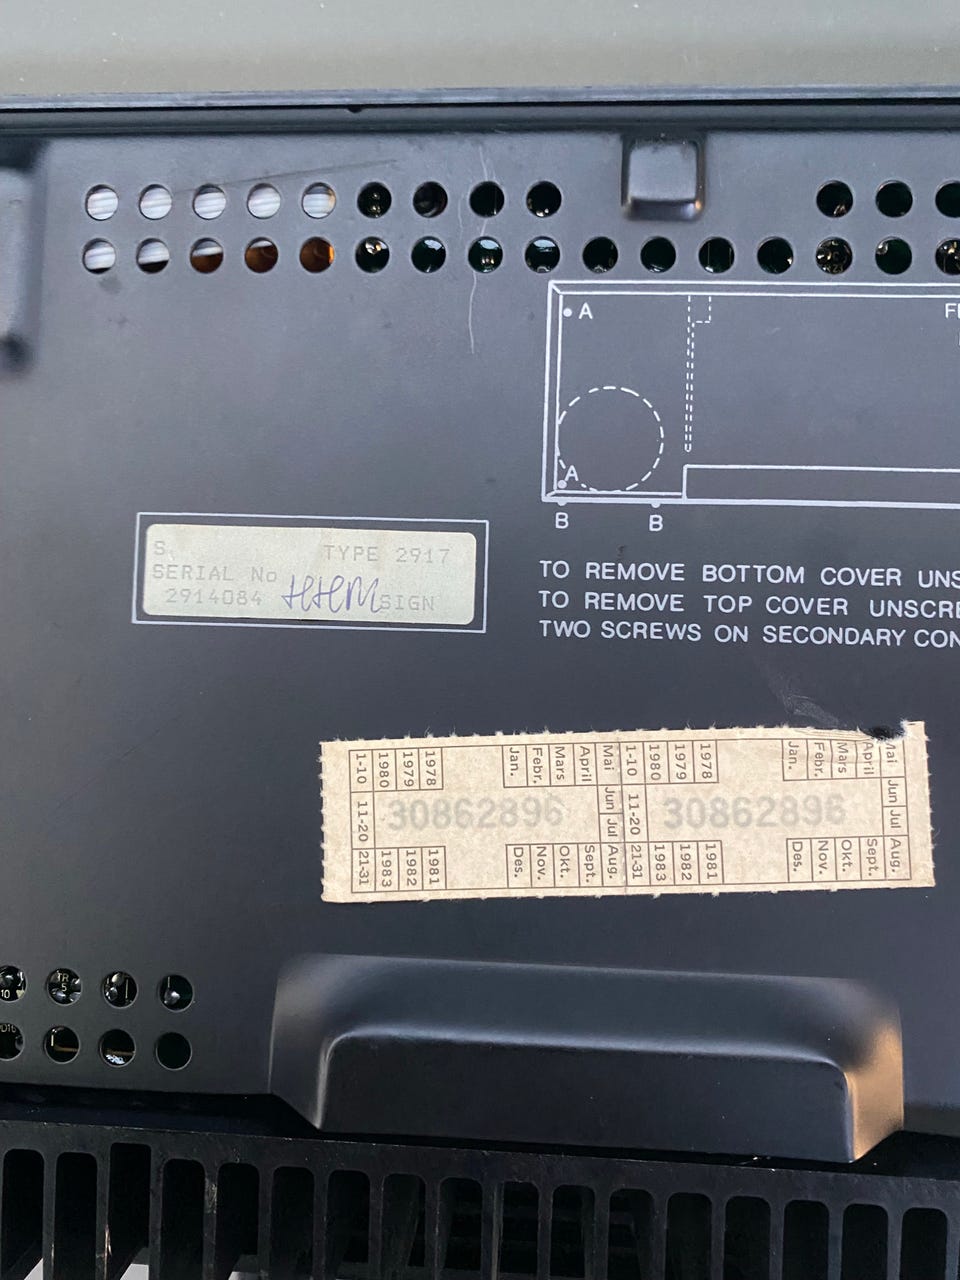 A
A
B
B
S.
TYPE 2917
SERIAL No
2914084
SIGN
TO REMOVE BOTTOM COVER UNS
TO REMOVE TOP COVER UNSCRE
TWO SCREWS ON SECONDARY CON
1-10 1980 1979 1978 Jan. Febr. Mars April Mai
11-20 30862896 Jun Jul
21-31 1983 1982 1981 Des. Nov. Okt. Sept. Aug.
1-10 1980 1979 1978 Jan. Febr. Mars April Mai
11-20 30862896 Jun Jul
21-31 1983 1982 1981 Des. Nov. Okt. Sept. Aug.
TR
5
10